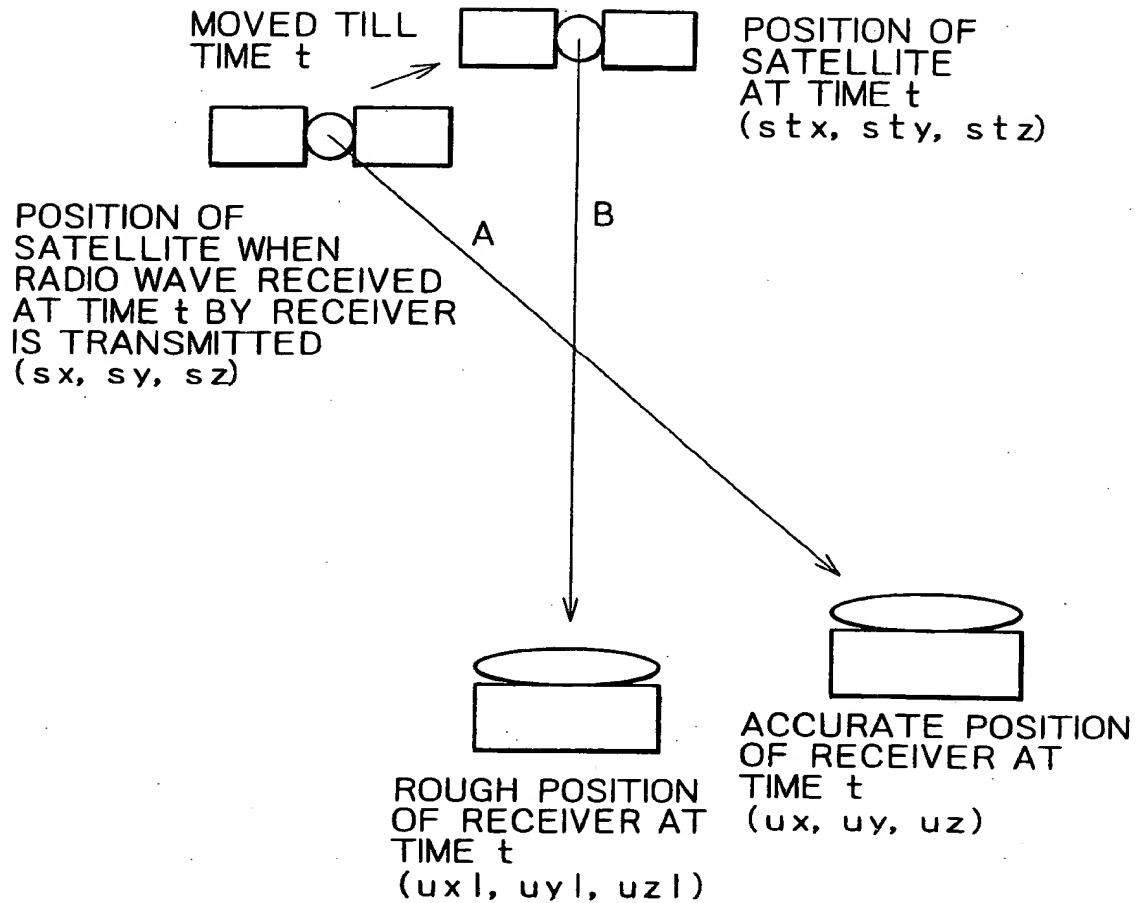 MOVED TILL
TIME t
POSITION OF
SATELLITE
AT TIME t
(stx, sty, stz)
POSITION OF
SATELLITE WHEN
RADIO WAVE RECEIVED
AT TIME t BY RECEIVER
IS TRANSMITTED
(sx, sy, sz)
A
B
ROUGH POSITION
OF RECEIVER AT
TIME t
(uxl, uyl, uzl)
ACCURATE POSITION
OF RECEIVER AT
TIME t
(ux, uy, uz)